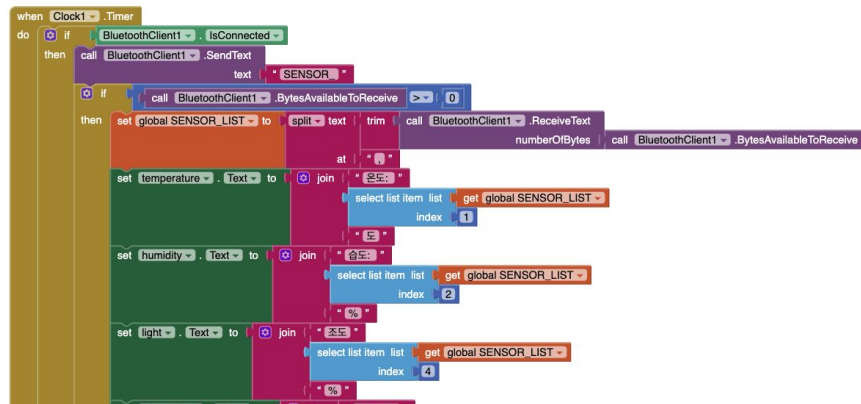 when Clock1 .Timer
do if BluetoothClient1 . IsConnected
then call BluetoothClient1 .SendText
text " SENSOR_ "
if call BluetoothClient1 .BytesAvailableToReceive > 0
then set global SENSOR_LIST to split text trim call BluetoothClient1 .ReceiveText
numberOfBytes call BluetoothClient1 .BytesAvailableToReceive
at " , "
set temperature . Text to join " 온도: "
select list item list get global SENSOR_LIST
index 1
" 도 "
set humidity . Text to join " 습도: "
select list item list get global SENSOR_LIST
index 2
" % "
set light . Text to join " 조도 "
select list item list get global SENSOR_LIST
index 4
" % "